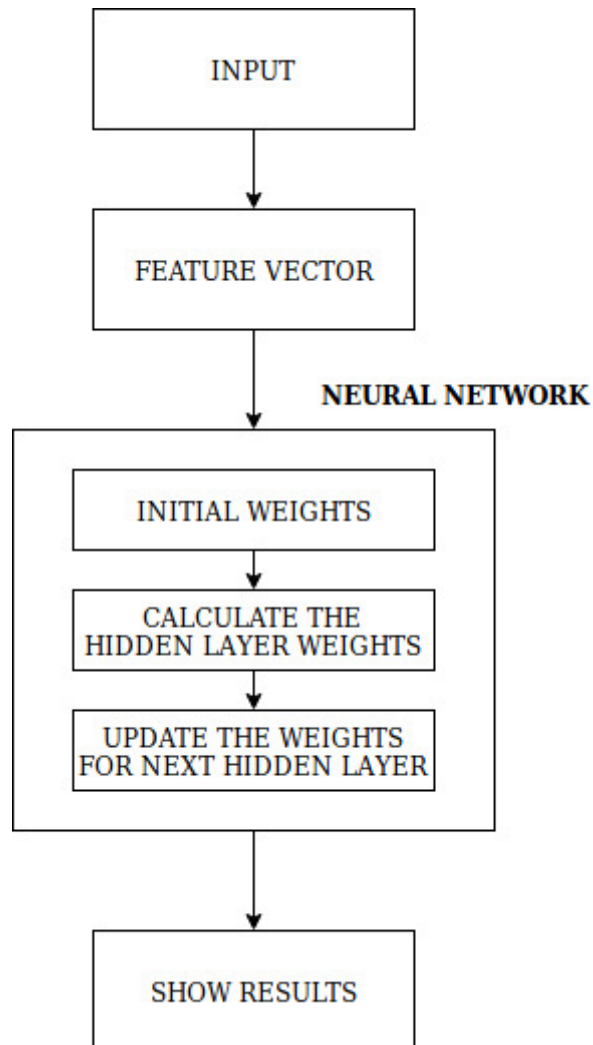 INPUT
FEATURE VECTOR
NEURAL NETWORK
INITIAL WEIGHTS
CALCULATE THE
HIDDEN LAYER WEIGHTS
UPDATE THE WEIGHTS
FOR NEXT HIDDEN LAYER
SHOW RESULTS